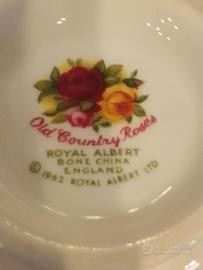 Old Country Roses
ROYAL ALBERT
BONE CHINA
ENGLAND
© 1962 ROYAL ALBERT LTD